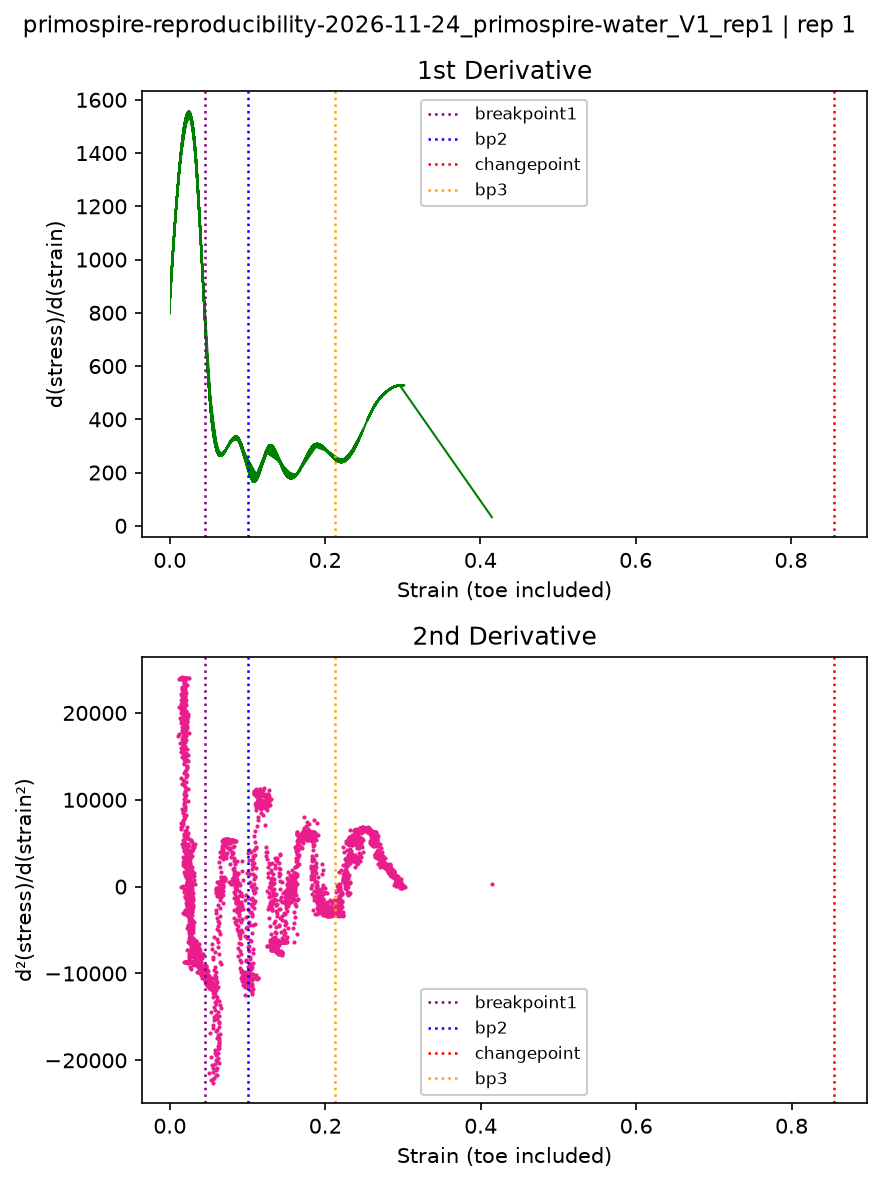 primospire-reproducibility-2026-11-24_primospire-water_V1_rep1 | rep 1
1st Derivative
d(stress)/d(strain)
1600
1400
1200
1000
800
600
400
200
0
breakpoint1
bp2
changepoint
bp3
0.0 0.2 0.4 0.6 0.8
Strain (toe included)
2nd Derivative
d²(stress)/d(strain²)
20000
10000
0
−10000
−20000
breakpoint1
bp2
changepoint
bp3
0.0 0.2 0.4 0.6 0.8
Strain (toe included)